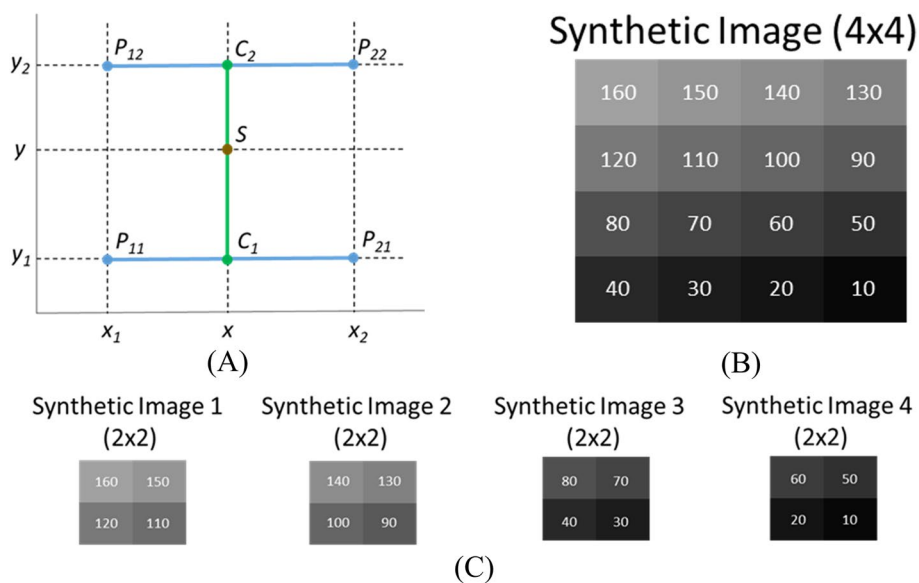 P12 C2 P22
y2
y S
P11 C1 P21
y1
x1 x x2
(A)
Synthetic Image (4x4)
160 150 140 130
120 110 100 90
80 70 60 50
40 30 20 10
(B)
Synthetic Image 1
(2x2)
160 150
120 110
Synthetic Image 2
(2x2)
140 130
100 90
Synthetic Image 3
(2x2)
80 70
40 30
Synthetic Image 4
(2x2)
60 50
20 10
(C)